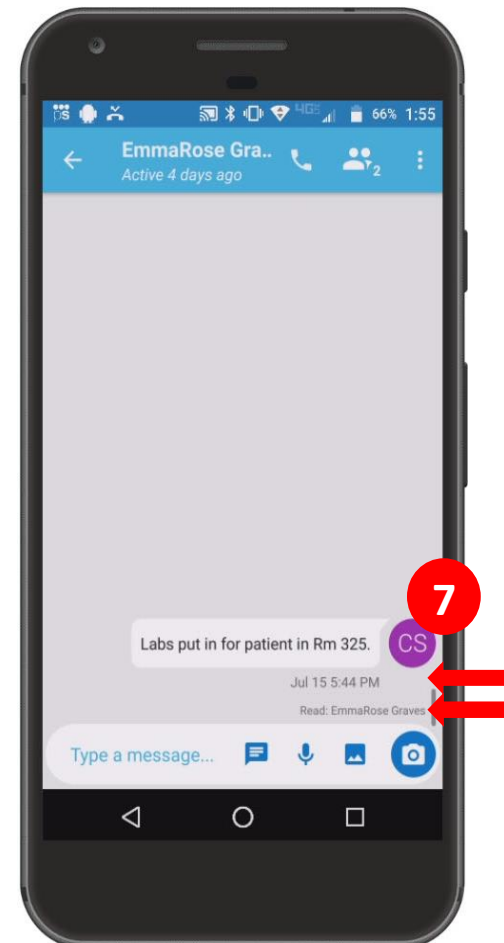 66% 1:55
EmmaRose Gra..
Active 4 days ago
2
7
Labs put in for patient in Rm 325.
CS
Jul 15 5:44 PM
Read: EmmaRose Graves
Type a message...